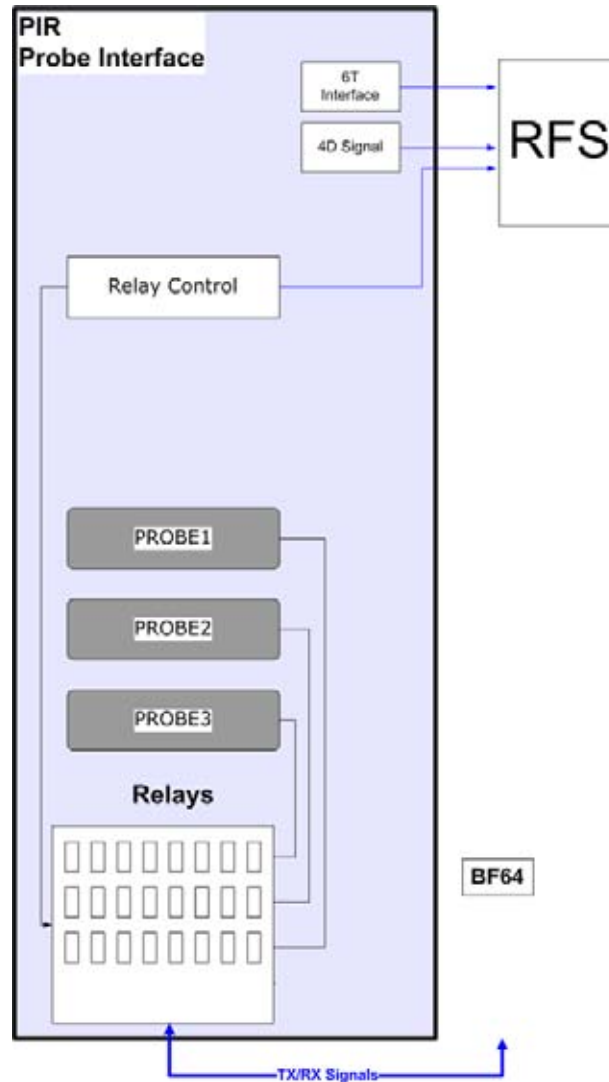 PIR
Probe Interface
6T
Interface
4D Signal
RFS
Relay Control
PROBE1
PROBE2
PROBE3
Relays
BF64
TX/RX Signals